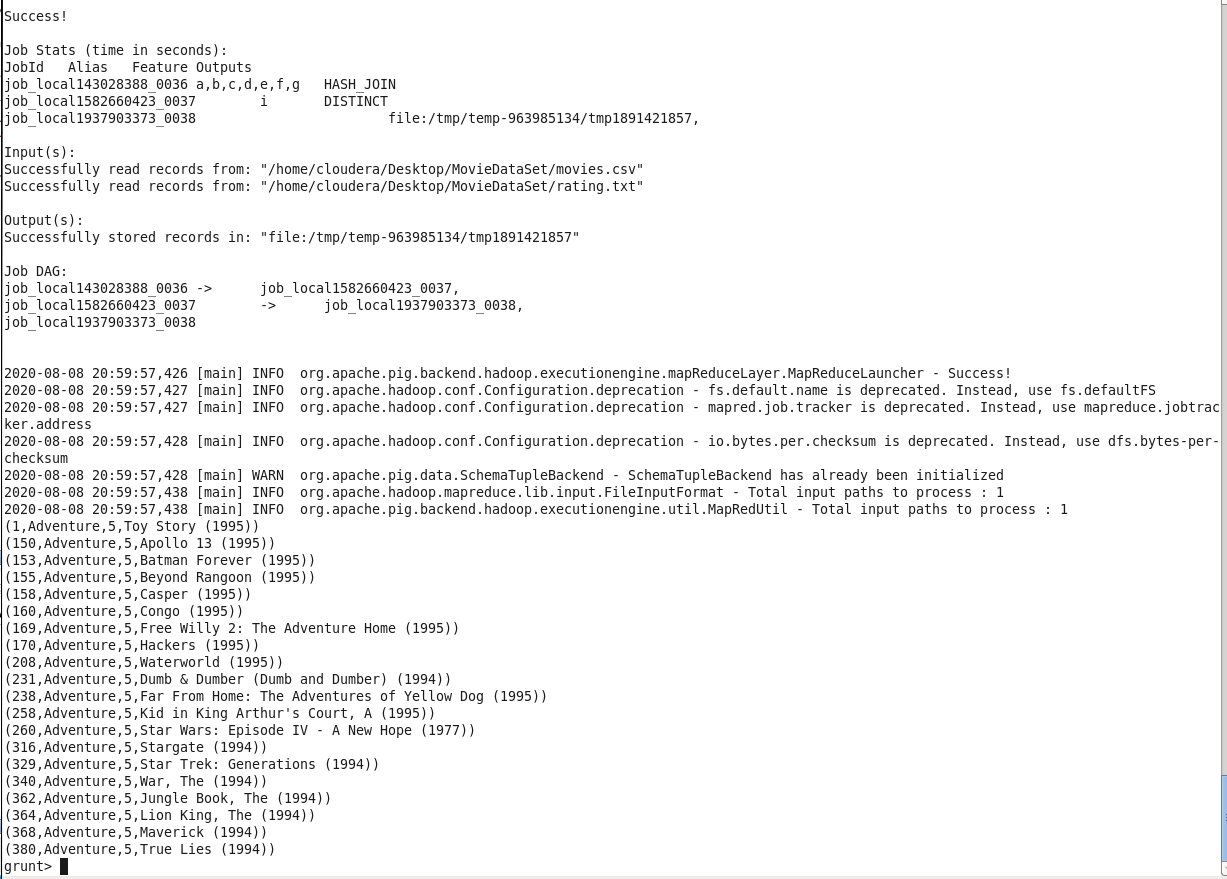 Success!
Job Stats (time in seconds):
JobId   Alias   Feature Outputs
job_local143028388_0036 a,b,c,d,e,f,g   HASH_JOIN
job_local1582660423_0037        i       DISTINCT
job_local1937903373_0038                        file:/tmp/temp-963985134/tmp1891421857,
Input(s):
Successfully read records from: "/home/cloudera/Desktop/MovieDataSet/movies.csv"
Successfully read records from: "/home/cloudera/Desktop/MovieDataSet/rating.txt"
Output(s):
Successfully stored records in: "file:/tmp/temp-963985134/tmp1891421857"
Job DAG:
job_local143028388_0036 ->      job_local1582660423_0037,
job_local1582660423_0037        ->      job_local1937903373_0038,
job_local1937903373_0038
2020-08-08 20:59:57,426 [main] INFO  org.apache.pig.backend.hadoop.executionengine.mapReduceLayer.MapReduceLauncher - Success!
2020-08-08 20:59:57,427 [main] INFO  org.apache.hadoop.conf.Configuration.deprecation - fs.default.name is deprecated. Instead, use fs.defaultFS
2020-08-08 20:59:57,427 [main] INFO  org.apache.hadoop.conf.Configuration.deprecation - mapred.job.tracker is deprecated. Instead, use mapreduce.jobtrac
ker.address
2020-08-08 20:59:57,428 [main] INFO  org.apache.hadoop.conf.Configuration.deprecation - io.bytes.per.checksum is deprecated. Instead, use dfs.bytes-per-
checksum
2020-08-08 20:59:57,428 [main] WARN  org.apache.pig.data.SchemaTupleBackend - SchemaTupleBackend has already been initialized
2020-08-08 20:59:57,438 [main] INFO  org.apache.hadoop.mapreduce.lib.input.FileInputFormat - Total input paths to process : 1
2020-08-08 20:59:57,438 [main] INFO  org.apache.pig.backend.hadoop.executionengine.util.MapRedUtil - Total input paths to process : 1
(1,Adventure,5,Toy Story (1995))
(150,Adventure,5,Apollo 13 (1995))
(153,Adventure,5,Batman Forever (1995))
(155,Adventure,5,Beyond Rangoon (1995))
(158,Adventure,5,Casper (1995))
(160,Adventure,5,Congo (1995))
(169,Adventure,5,Free Willy 2: The Adventure Home (1995))
(170,Adventure,5,Hackers (1995))
(208,Adventure,5,Waterworld (1995))
(231,Adventure,5,Dumb & Dumber (Dumb and Dumber) (1994))
(238,Adventure,5,Far From Home: The Adventures of Yellow Dog (1995))
(258,Adventure,5,Kid in King Arthur's Court, A (1995))
(260,Adventure,5,Star Wars: Episode IV - A New Hope (1977))
(316,Adventure,5,Stargate (1994))
(329,Adventure,5,Star Trek: Generations (1994))
(340,Adventure,5,War, The (1994))
(362,Adventure,5,Jungle Book, The (1994))
(364,Adventure,5,Lion King, The (1994))
(368,Adventure,5,Maverick (1994))
(380,Adventure,5,True Lies (1994))
grunt>